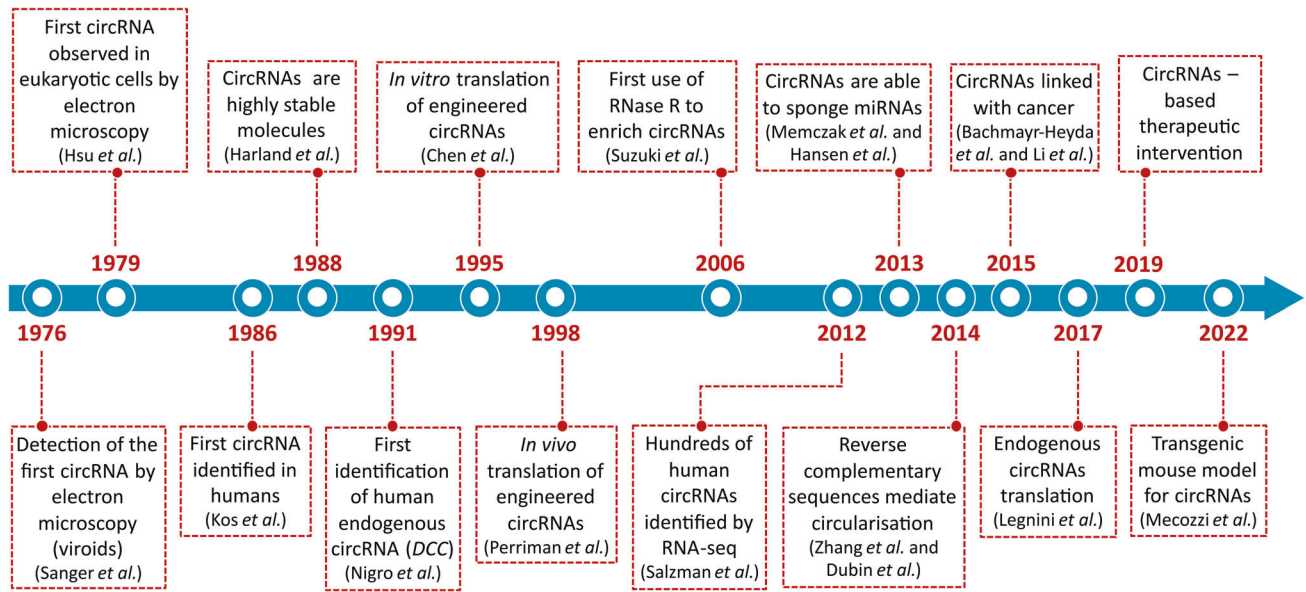 First circRNA
observed in
eukaryotic cells by
electron
microscopy
(Hsu et al.)
CircRNAs are
highly stable
molecules
(Harland et al.)
In vitro translation
of engineered
circRNAs
(Chen et al.)
First use of
RNase R to
enrich circRNAs
(Suzuki et al.)
CircRNAs are able
to sponge miRNAs
(Memczak et al. and
Hansen et al.)
CircRNAs linked
with cancer
(Bachmayr-Heyda
et al. and Li et al.)
CircRNAs –
based
therapeutic
intervention
1979
1988
1995
2006
2013
2015
2019
1976
1986
1991
1998
2012
2014
2017
2022
Detection of the
first circRNA by
electron
microscopy
(viroids)
(Sanger et al.)
First circRNA
identified in
humans
(Kos et al.)
First
identification
of human
endogenous
circRNA (DCC)
(Nigro et al.)
In vivo
translation of
engineered
circRNAs
(Perriman et al.)
Hundreds of
human
circRNAs
identified by
RNA-seq
(Salzman et al.)
Reverse
complementary
sequences mediate
circularisation
(Zhang et al. and
Dubin et al.)
Endogenous
circRNAs
translation
(Legnini et al.)
Transgenic
mouse model
for circRNAs
(Mecozzi et al.)